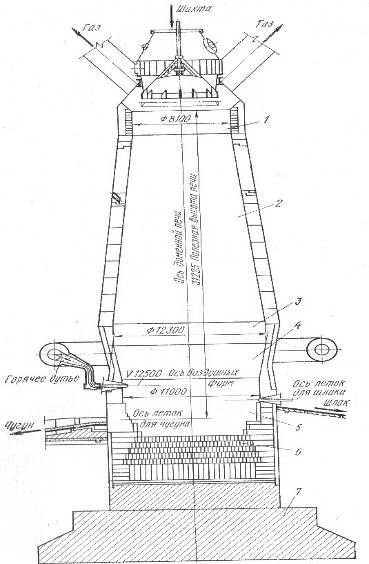 Шихта
Газ
Газ
Ф 8100
1
2
Ось доменной печи
31225 Полезная высота печи
3
Ф 12300
4
Горячее дутье
∇ 12500 Ось воздушных
фурм
Ф 11000
Ось леток
для шлака
Шлак
Чугун
Ось леток
для чугуна
5
6
7